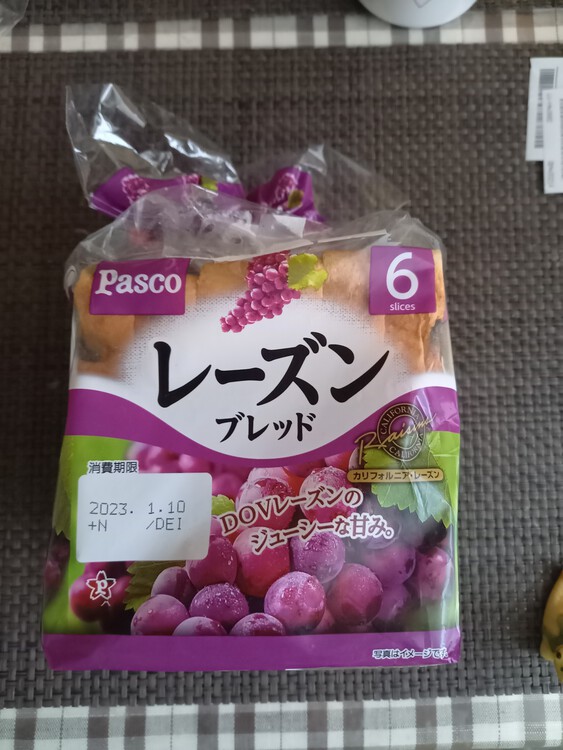 Pasco
6
slices
レーズン
ブレッド
CALIFORNIA
Raisins
カリフォルニア・レーズン
消費期限
2023. 1.10
+N /DEI
DOVレーズンの
ジューシーな甘み。
P
写真はイメージです